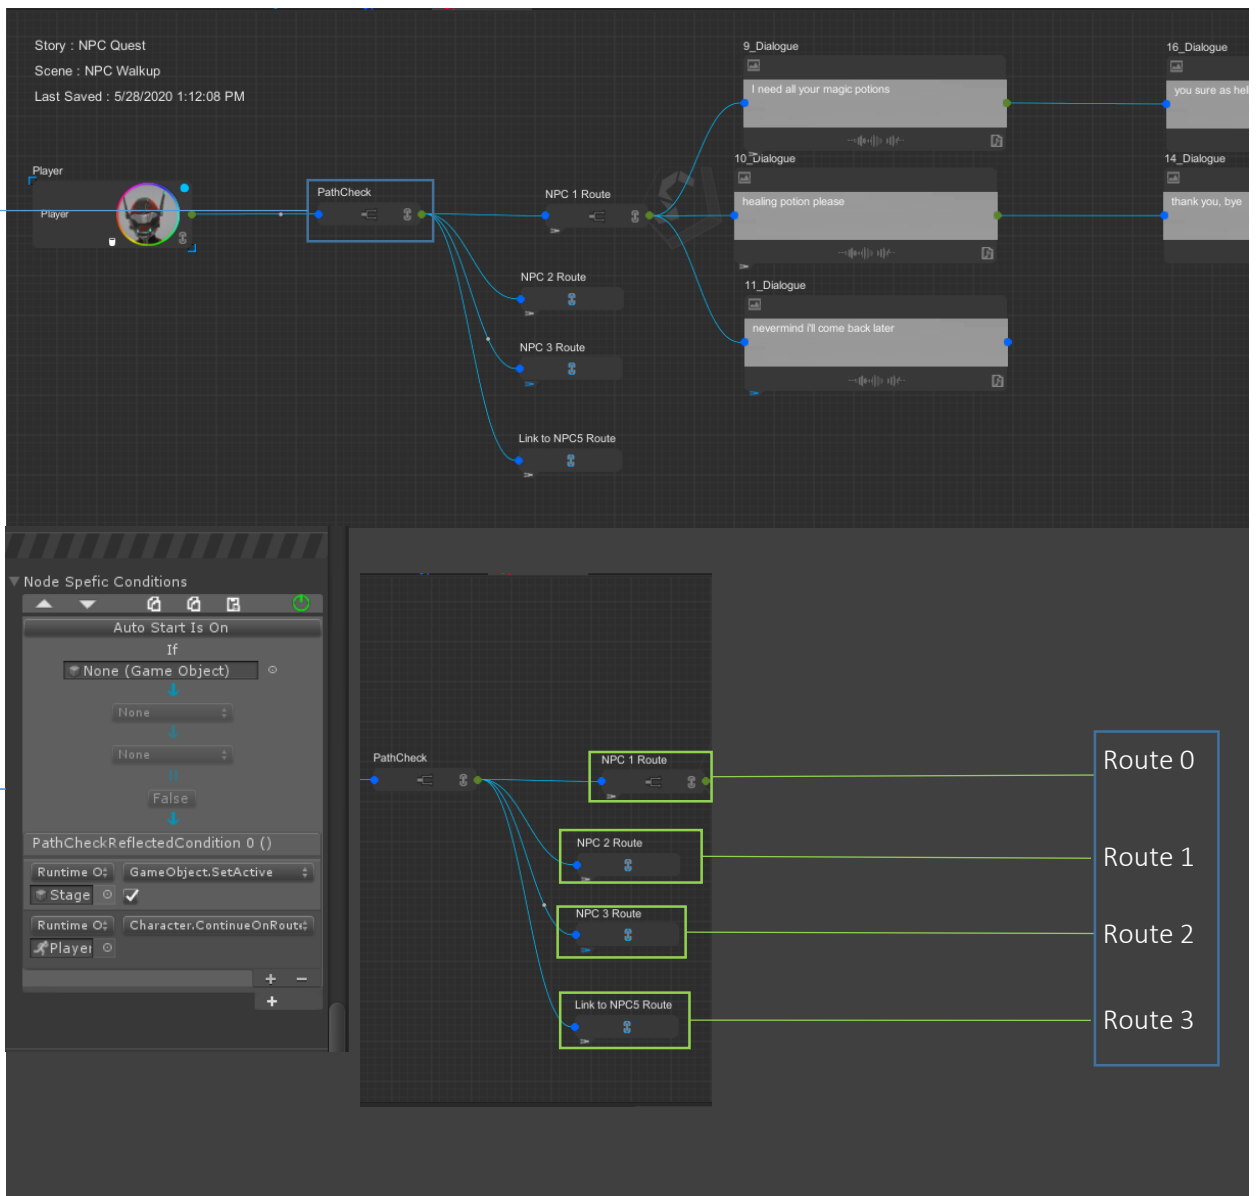 Story : NPC Quest
Scene : NPC Walkup
Last Saved : 5/28/2020 1:12:08 PM
Player
Player
PathCheck
NPC 1 Route
NPC 2 Route
NPC 3 Route
Link to NPC5 Route
9_Dialogue
I need all your magic potions
10_Dialogue
healing potion please
11_Dialogue
nevermind i'll come back later
16_Dialogue
you sure as hel
14_Dialogue
thank you, bye
Node Spefic Conditions
Auto Start Is On
If
None (Game Object)
None
None
If
False
PathCheckReflectedCondition 0 ()
Runtime O
GameObject.SetActive
Stage
Runtime O
Character.ContinueOnRoute
Player
PathCheck
NPC 1 Route
NPC 2 Route
NPC 3 Route
Link to NPC5 Route
Route 0
Route 1
Route 2
Route 3